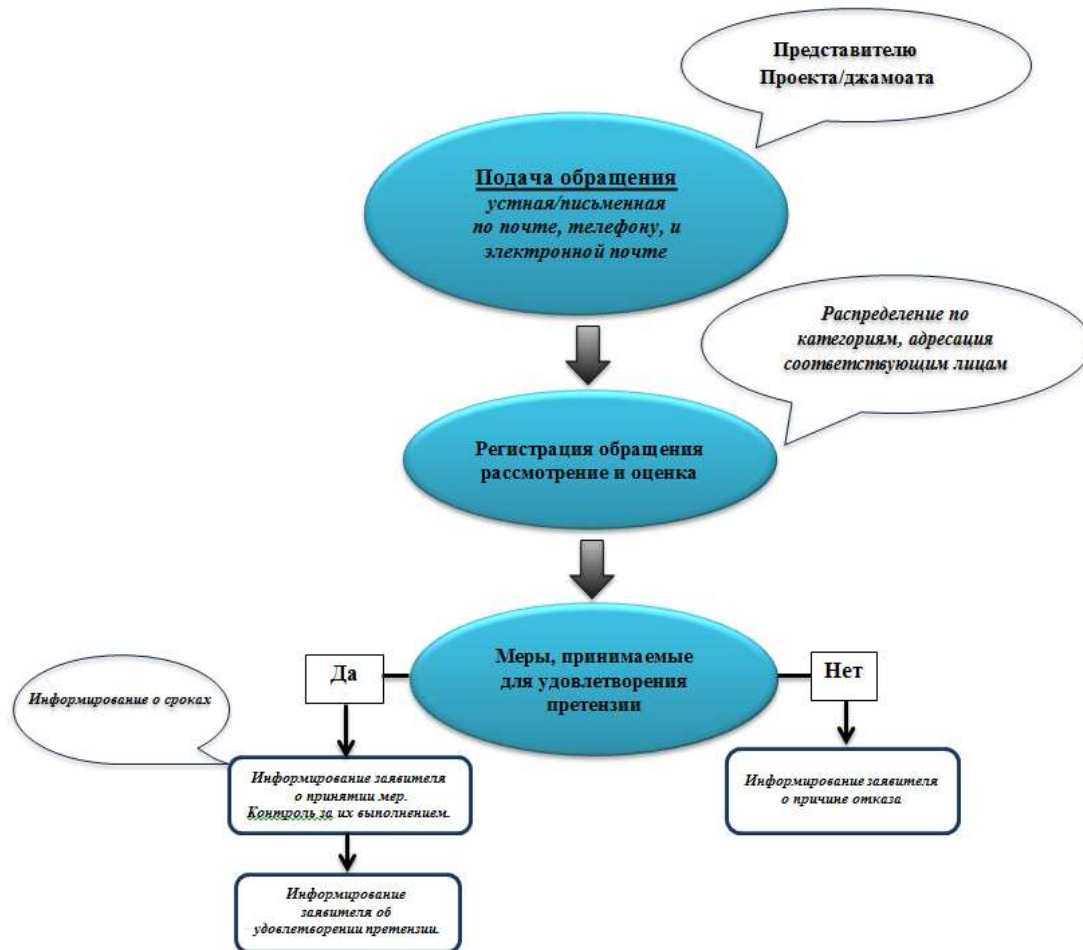 Представителю
Проекта/джамоата
Подача обращения
устная/письменная
по почте, телефону, и
электронной почте
Распределение по
категориям, адресация
соответствующим лицам
Регистрация обращения
рассмотрение и оценка
Меры, принимаемые
для удовлетворения
претензии
Да
Нет
Информирование о сроках
Информирование заявителя
о принятии мер.
Контроль за их выполнением.
Информирование заявителя
о причине отказа
Информирование
заявителя об
удовлетворении претензии.